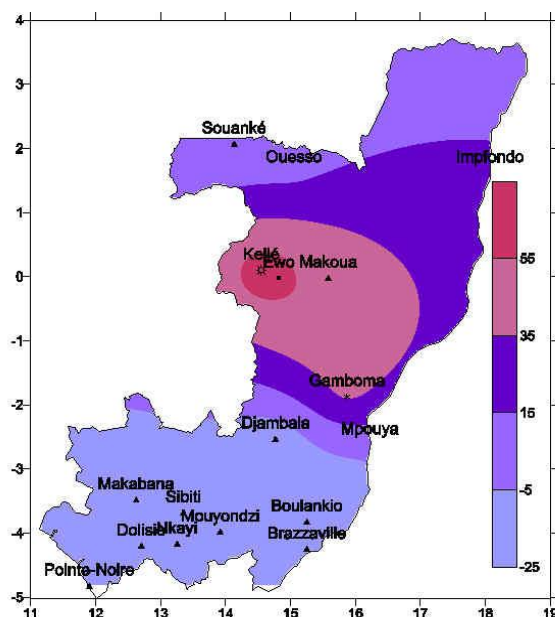 4
3
2
1
0
-1
-2
-3
-4
-5
11 12 13 14 15 16 17 18 19
Souanké
Ouesso
Impfondo
Kellé
Ewo Makoua
Gamboma
Mpouya
Djambala
Makabana
Sibiti
Boulankio
Mpuyondzi
Dolisie
Nkayi
Brazzaville
Pointe-Noire
55
35
15
-5
-25